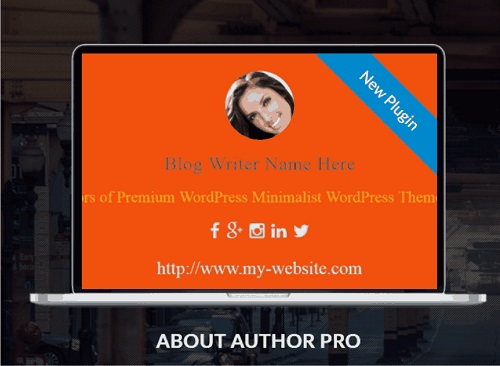 New Plugin
Blog Writer Name Here
ors of Premium WordPress Minimalist WordPress Them
http://www.my-website.com
ABOUT AUTHOR PRO